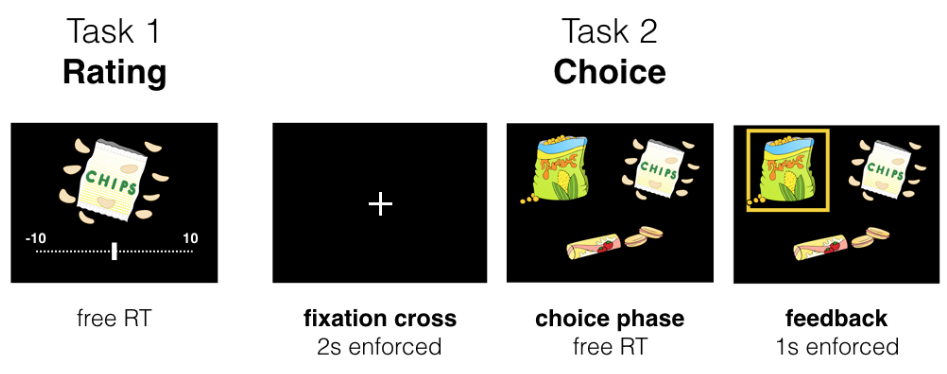 Task 1
Rating
Task 2
Choice
CHIPS
-10 10
CHIPS
CHIPS
free RT
fixation cross
2s enforced
choice phase
free RT
feedback
1s enforced